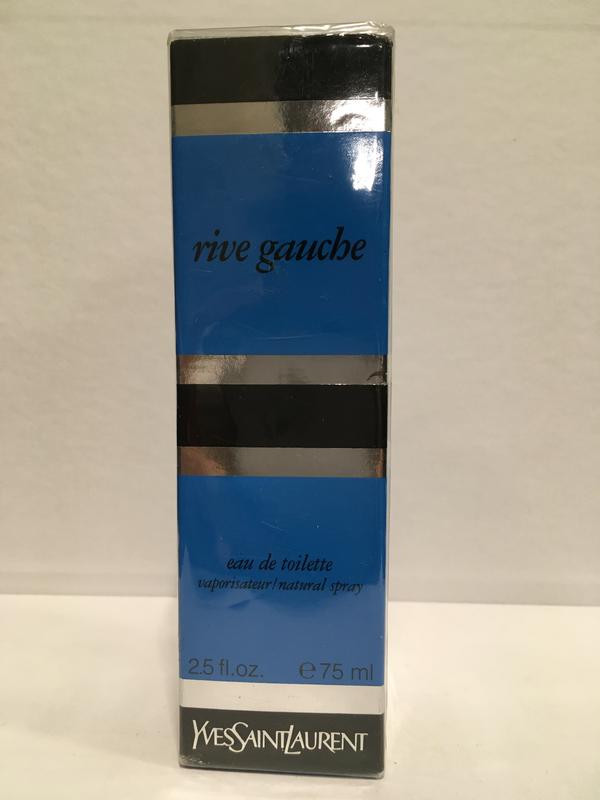 rive gauche
eau de toilette
vaporisateur/natural spray
2.5 fl.oz. ℮ 75 ml
YVESSAINTLAURENT